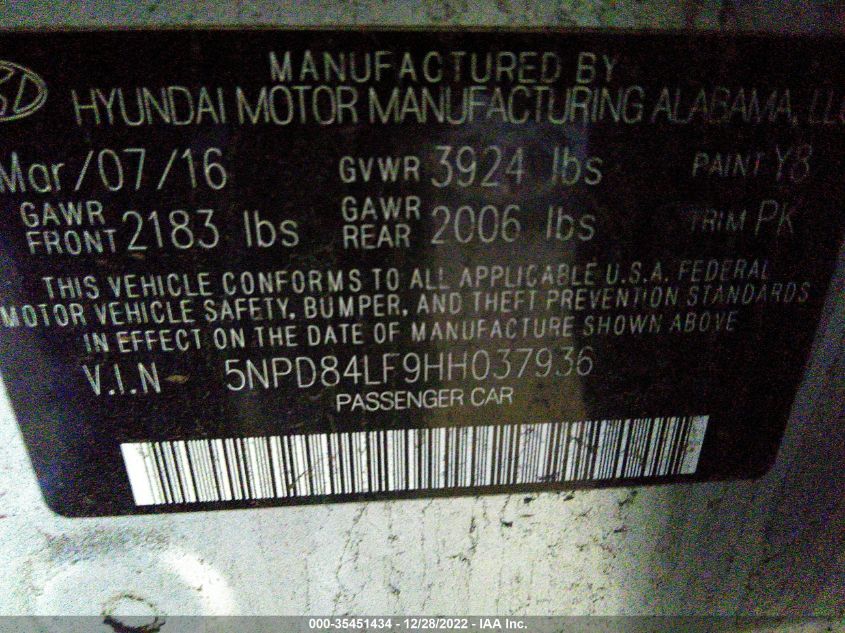 MANUFACTURED BY
BD HYUNDAI MOTOR MANUFACTURING ALABAMA, LLC
Mar/07/16 GVWR 3924 lbs PAINT Y8
GAWR FRONT 2183 lbs GAWR REAR 2006 lbs TRIM PK
THIS VEHICLE CONFORMS TO ALL APPLICABLE U.S.A. FEDERAL
MOTOR VEHICLE SAFETY, BUMPER, AND THEFT PREVENTION STANDARDS
IN EFFECT ON THE DATE OF MANUFACTURE SHOWN ABOVE
V.I.N 5NPD84LF9HH037936
PASSENGER CAR
000-35451434 - 12/28/2022 - IAA Inc.